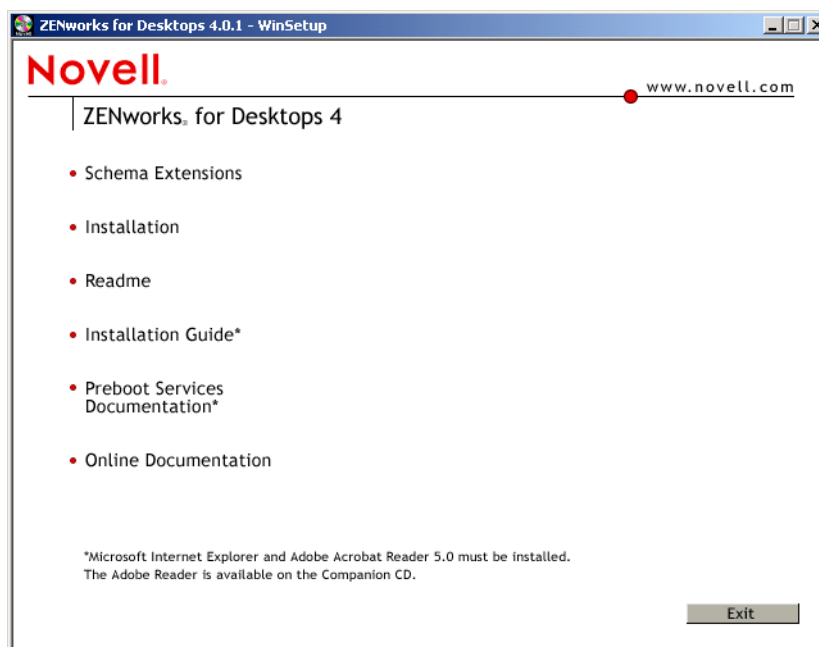 ZENworks for Desktops 4.0.1 - WinSetup
Novell®
www.novell.com
ZENworks® for Desktops 4
Schema Extensions
Installation
Readme
Installation Guide*
Preboot Services
Documentation*
Online Documentation
*Microsoft Internet Explorer and Adobe Acrobat Reader 5.0 must be installed.
The Adobe Reader is available on the Companion CD.
Exit